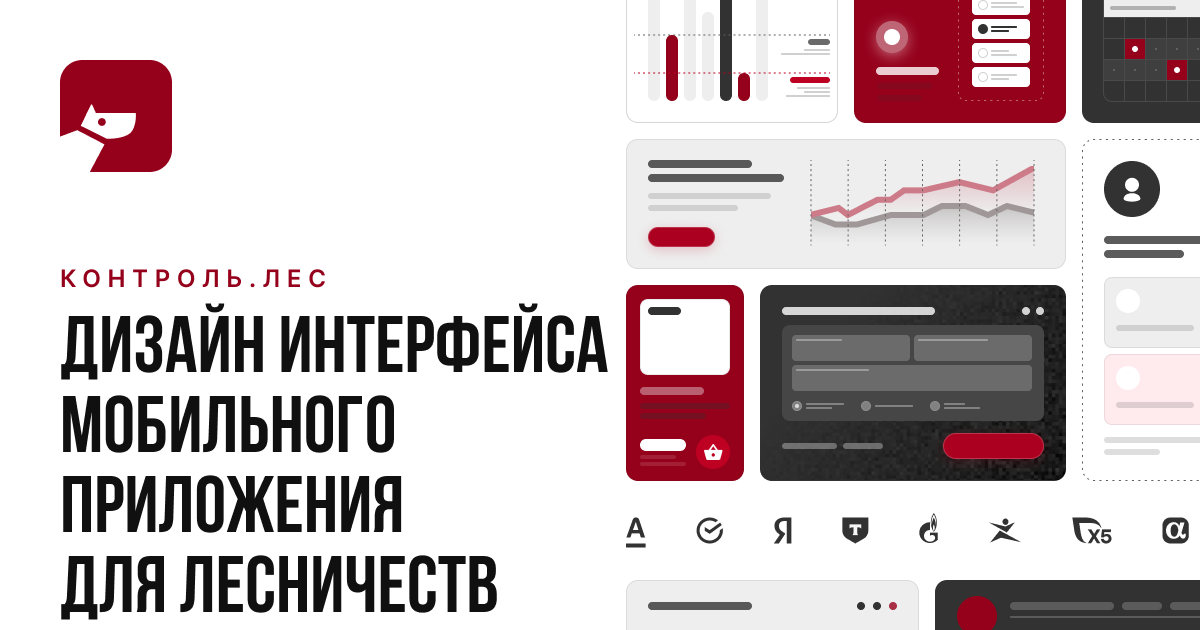 КОНТРОЛЬ.ЛЕС
ДИЗАЙН ИНТЕРФЕЙСА
МОБИЛЬНОГО
ПРИЛОЖЕНИЯ
ДЛЯ ЛЕСНИЧЕСТВ
А Я Т X5 α